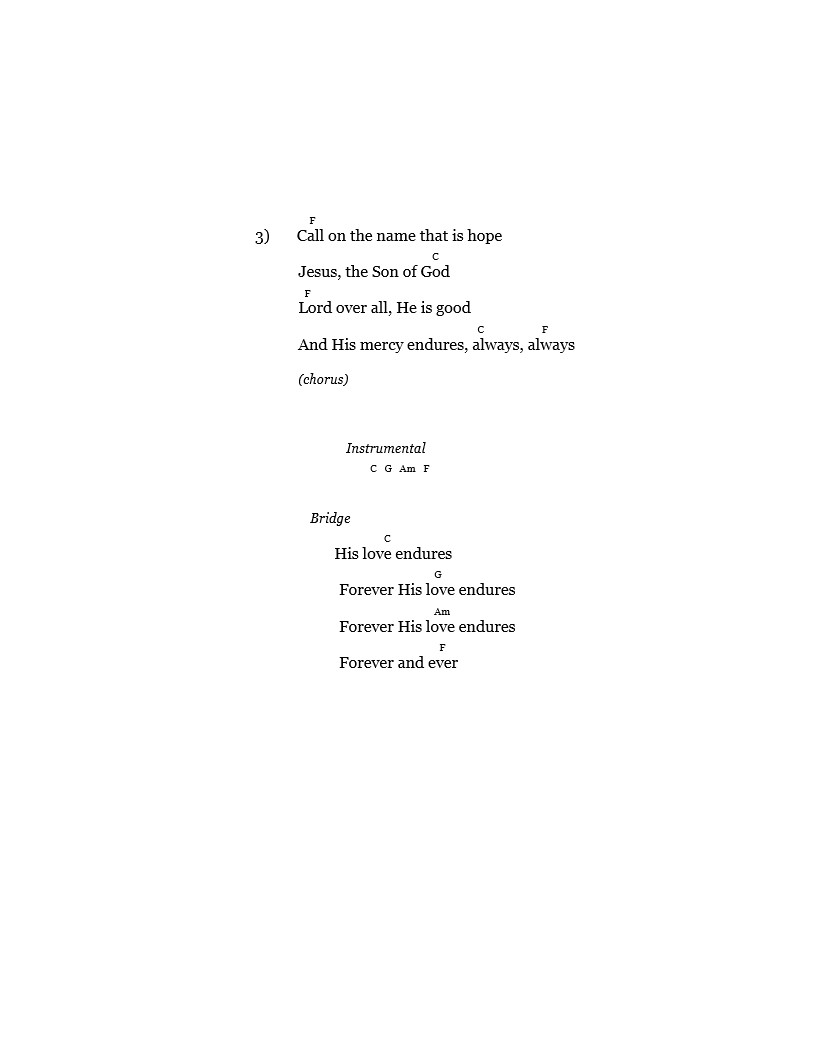 F
3) Call on the name that is hope
C
Jesus, the Son of God
F
Lord over all, He is good
C F
And His mercy endures, always, always
(chorus)
Instrumental
C G Am F
Bridge
C
His love endures
G
Forever His love endures
Am
Forever His love endures
F
Forever and ever